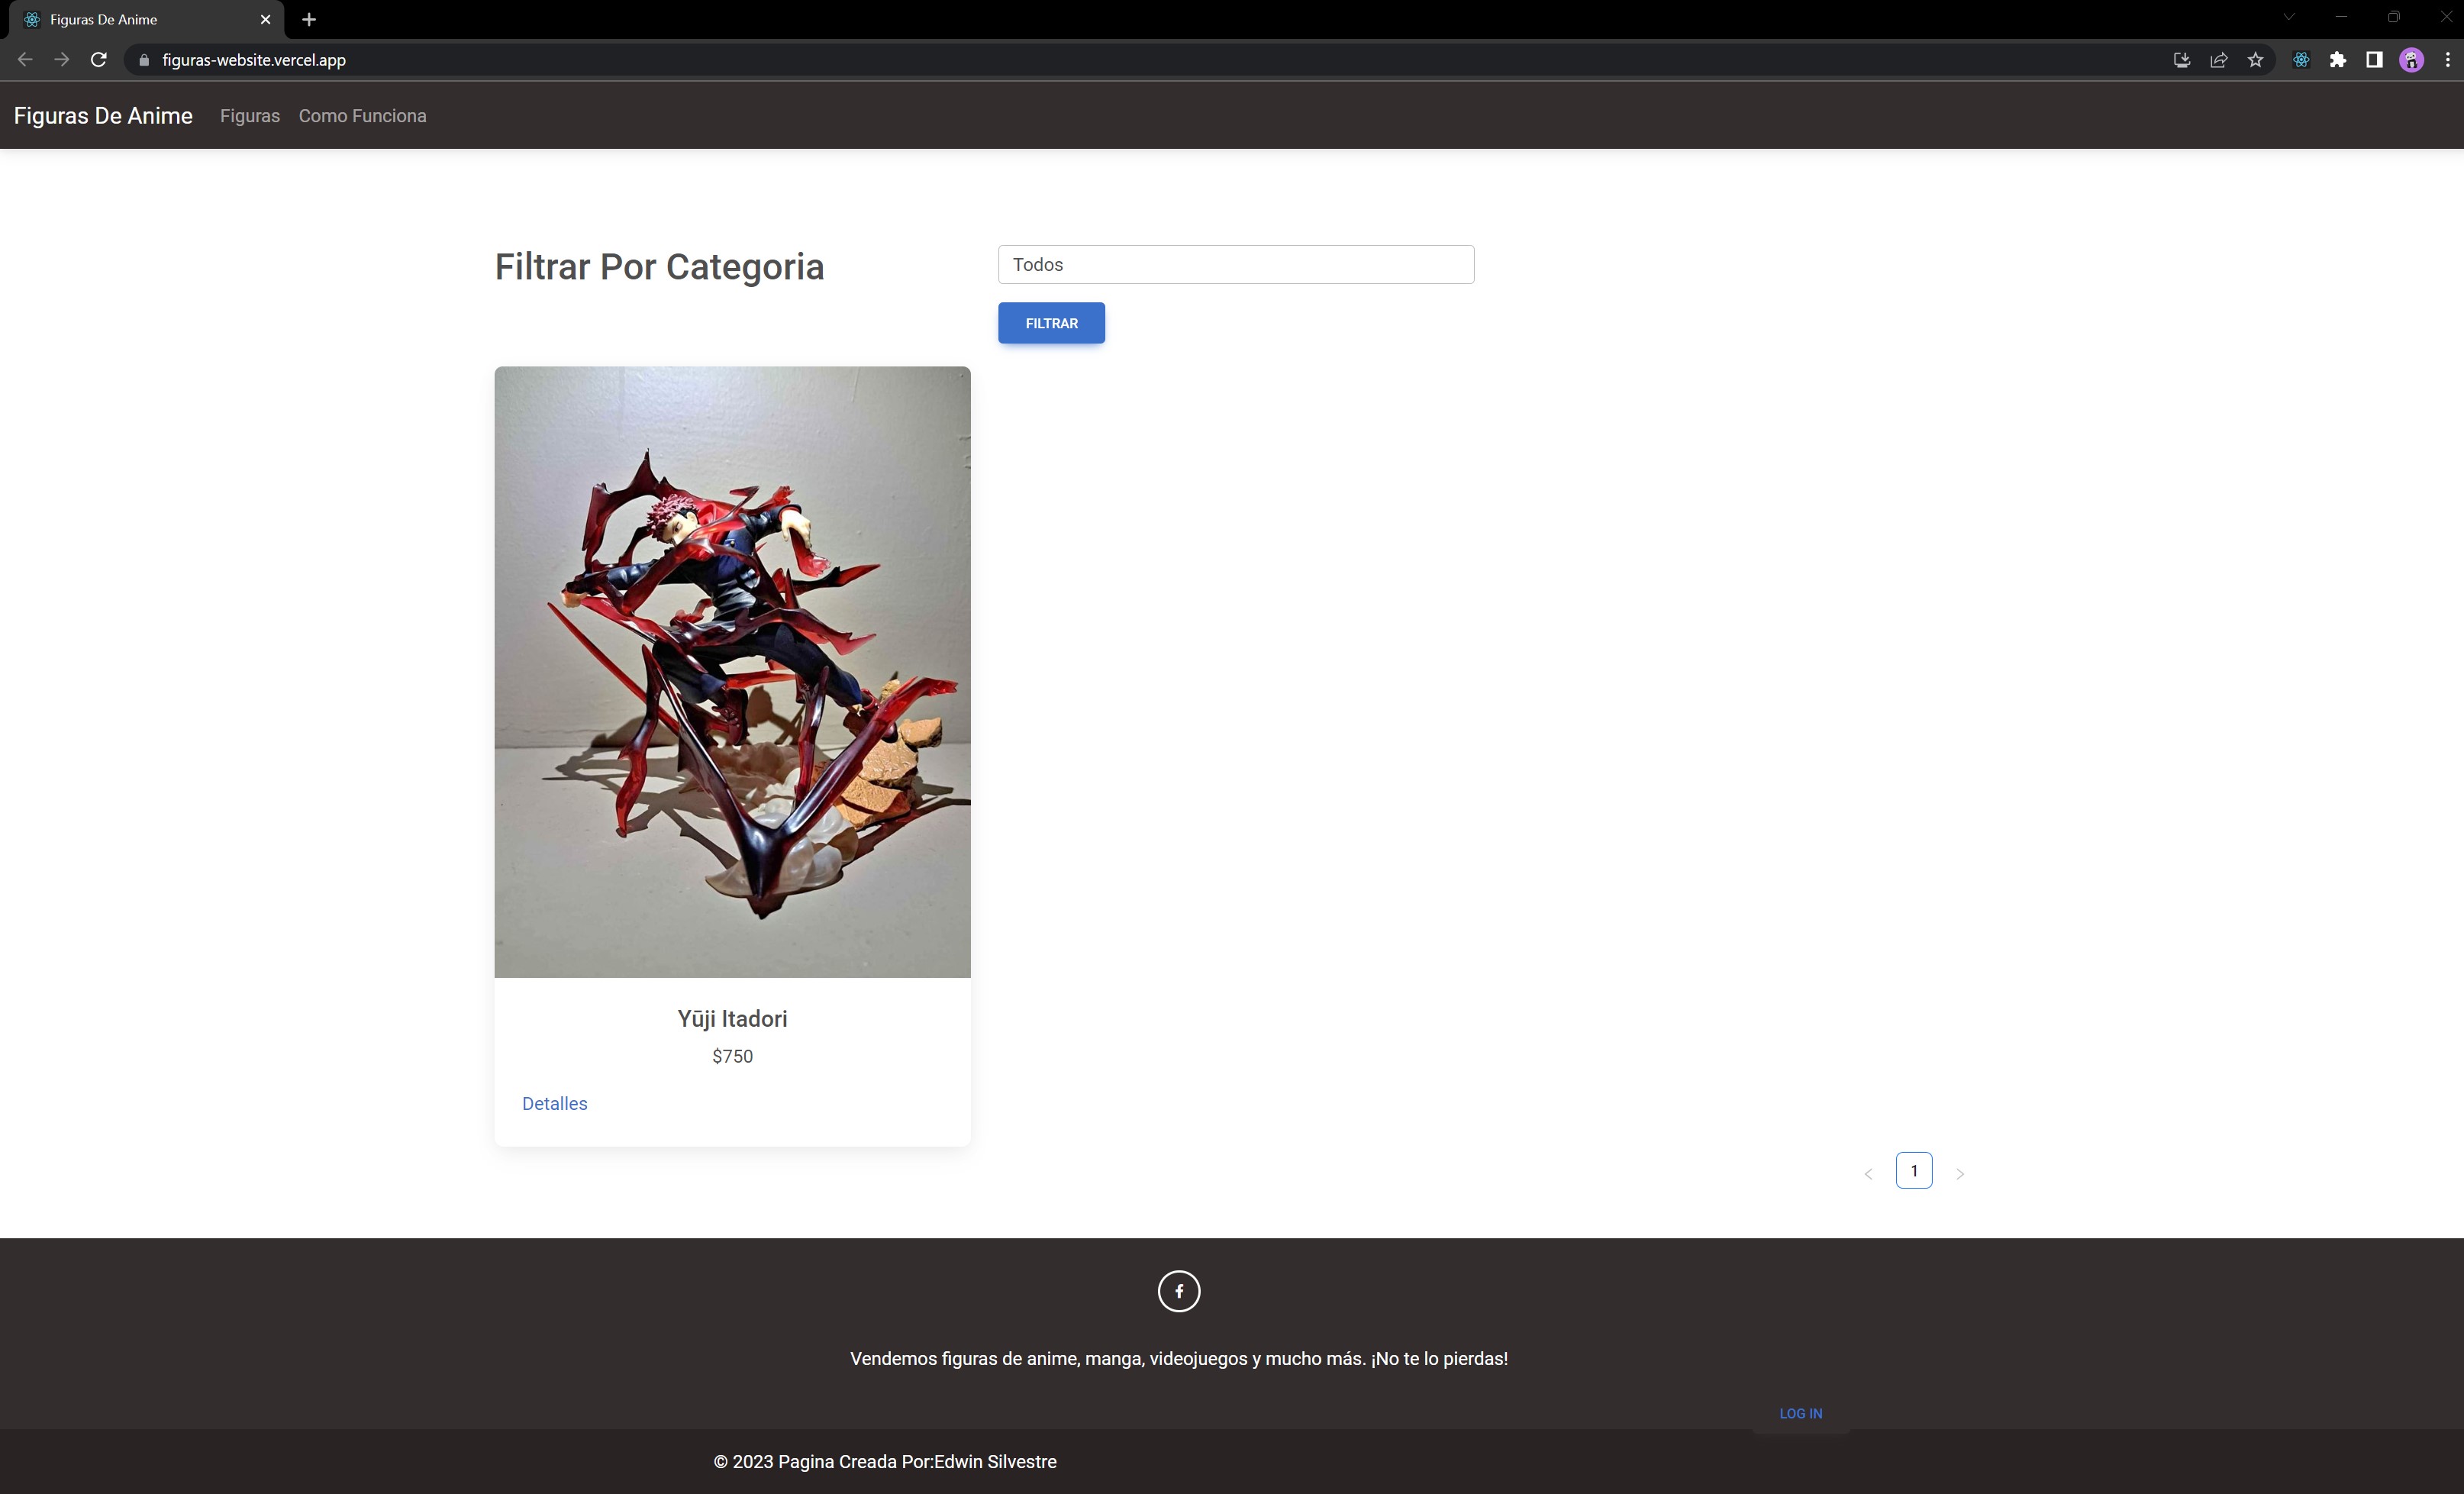 Figuras De Anime
figuras-website.vercel.app
Figuras De Anime Figuras Como Funciona
Filtrar Por Categoria
Todos
FILTRAR
Yūji Itadori
$750
Detalles
< 1 >
f
Vendemos figuras de anime, manga, videojuegos y mucho más. ¡No te lo pierdas!
LOG IN
© 2023 Pagina Creada Por:Edwin Silvestre